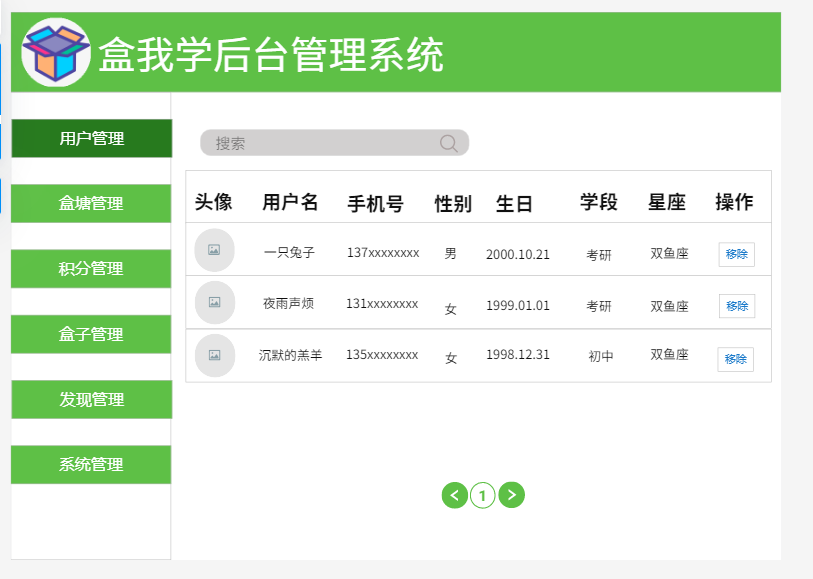 盒我学后台管理系统
用户管理
盒塘管理
积分管理
盒子管理
发现管理
系统管理
搜索
头像 用户名 手机号 性别 生日 学段 星座 操作
一只兔子 137xxxxxxxx 男 2000.10.21 考研 双鱼座 移除
夜雨声烦 131xxxxxxxx 女 1999.01.01 考研 双鱼座 移除
沉默的羔羊 135xxxxxxxx 女 1998.12.31 初中 双鱼座 移除
< 1 >